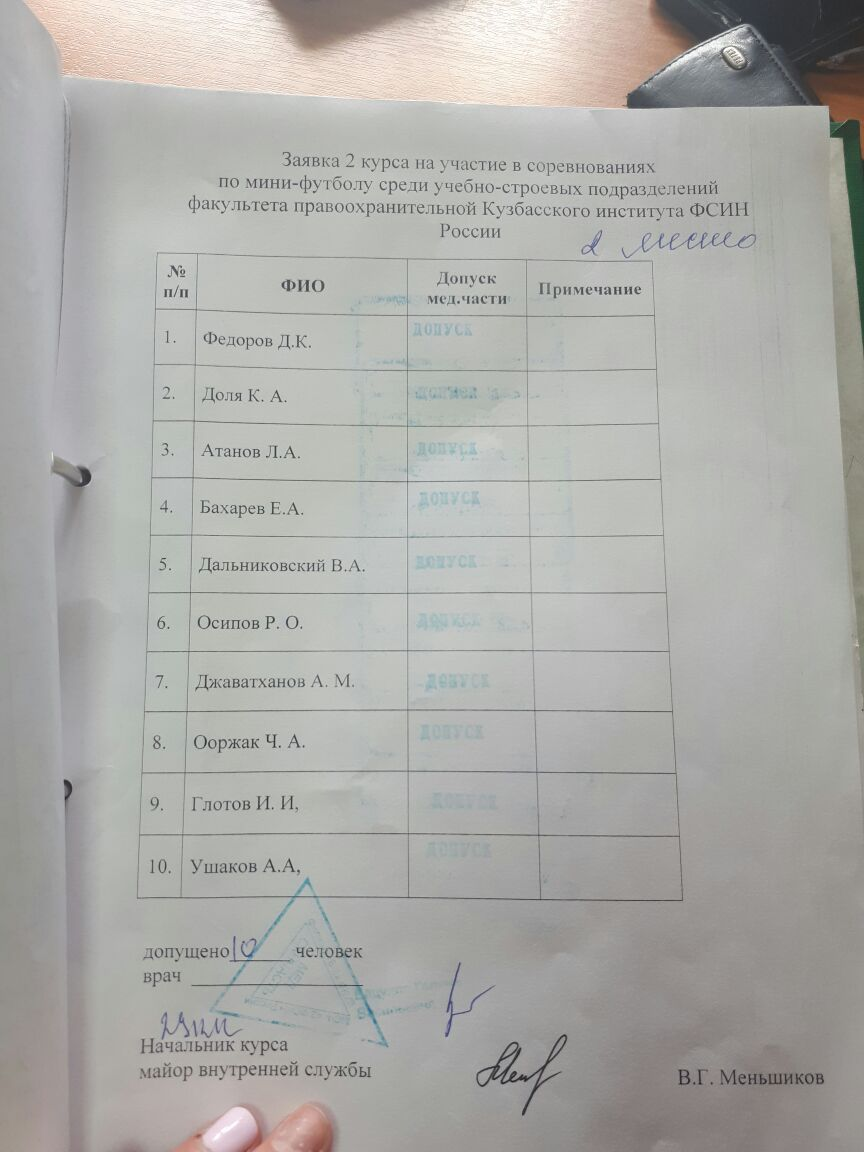 Заявка 2 курса на участие в соревнованиях
по мини-футболу среди учебно-строевых подразделений
факультета правоохранительной Кузбасского института ФСИН
России
2 место
№ п/п ФИО Допуск мед.части Примечание
1. Федоров Д.К. ДОПУСК
2. Доля К. А. ДОПУСК
3. Атанов Л.А. ДОПУСК
4. Бахарев Е.А. ДОПУСК
5. Дальниковский В.А. ДОПУСК
6. Осипов Р. О. ДОПУСК
7. Джаватханов А. М. ДОПУСК
8. Ооржак Ч. А. ДОПУСК
9. Глотов И. И, ДОПУСК
10. Ушаков А.А, ДОПУСК
допущено 10 человек
врач
Начальник курса
майор внутренней службы В.Г. Меньшиков